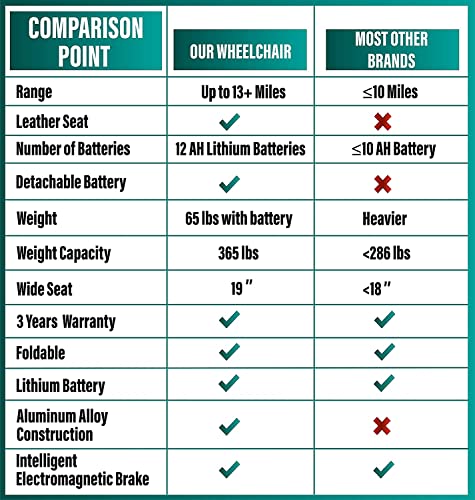 COMPARISON
POINT
OUR WHEELCHAIR
MOST OTHER
BRANDS
Range
Up to 13+ Miles
≤10 Miles
Leather Seat
Number of Batteries
12 AH Lithium Batteries
≤10 AH Battery
Detachable Battery
Weight
65 lbs with battery
Heavier
Weight Capacity
365 lbs
<286 lbs
Wide Seat
19 "
<18 "
3 Years Warranty
Foldable
Lithium Battery
Aluminum Alloy
Construction
Intelligent
Electromagnetic Brake